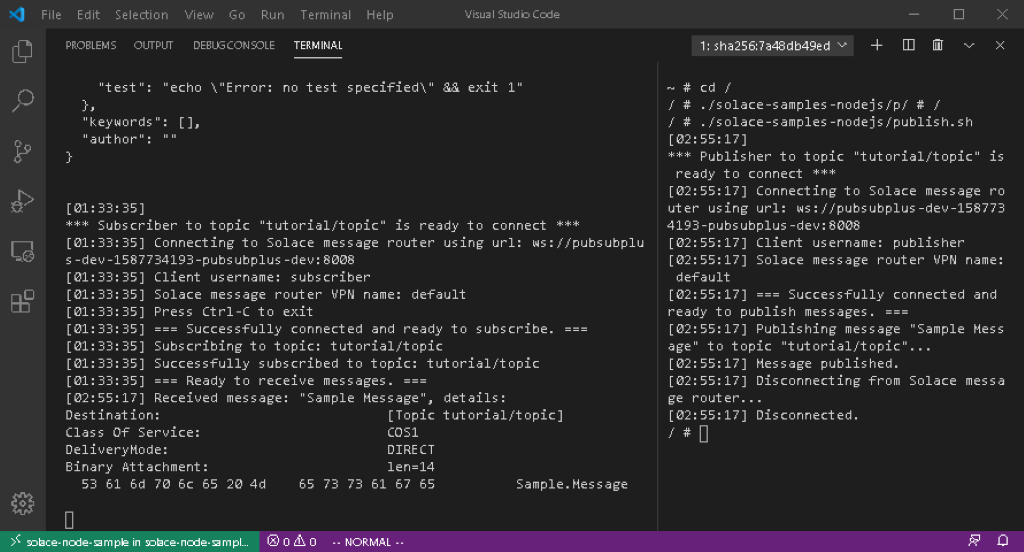 File Edit Selection View Go Run Terminal Help Visual Studio Code
PROBLEMS OUTPUT DEBUG CONSOLE TERMINAL 1: sha256:7a48db49ed
"test": "echo \"Error: no test specified\" && exit 1"
},
"keywords": [],
"author": ""
}
[01:33:35]
*** Subscriber to topic "tutorial/topic" is ready to connect ***
[01:33:35] Connecting to Solace message router using url: ws://pubsubplu
s-dev-1587734193-pubsubplus-dev:8008
[01:33:35] Client username: subscriber
[01:33:35] Solace message router VPN name: default
[01:33:35] Press Ctrl-C to exit
[01:33:35] === Successfully connected and ready to subscribe. ===
[01:33:35] Subscribing to topic: tutorial/topic
[01:33:35] Successfully subscribed to topic: tutorial/topic
[01:33:35] === Ready to receive messages. ===
[02:55:17] Received message: "Sample Message", details:
Destination: [Topic tutorial/topic]
Class Of Service: COS1
DeliveryMode: DIRECT
Binary Attachment: len=14
53 61 6d 70 6c 65 20 4d 65 73 73 61 67 65 Sample.Message
~ # cd /
/ # ./solace-samples-nodejs/p/ # /
/ # ./solace-samples-nodejs/publish.sh
[02:55:17]
*** Publisher to topic "tutorial/topic" is
ready to connect ***
[02:55:17] Connecting to Solace message ro
uter using url: ws://pubsubplus-dev-158773
4193-pubsubplus-dev:8008
[02:55:17] Client username: publisher
[02:55:17] Solace message router VPN name:
default
[02:55:17] === Successfully connected and
ready to publish messages. ===
[02:55:17] Publishing message "Sample Mess
age" to topic "tutorial/topic"...
[02:55:17] Message published.
[02:55:17] Disconnecting from Solace messa
ge router...
[02:55:17] Disconnected.
/ #
solace-node-sample in solace-node-sampl... 0 0 -- NORMAL --